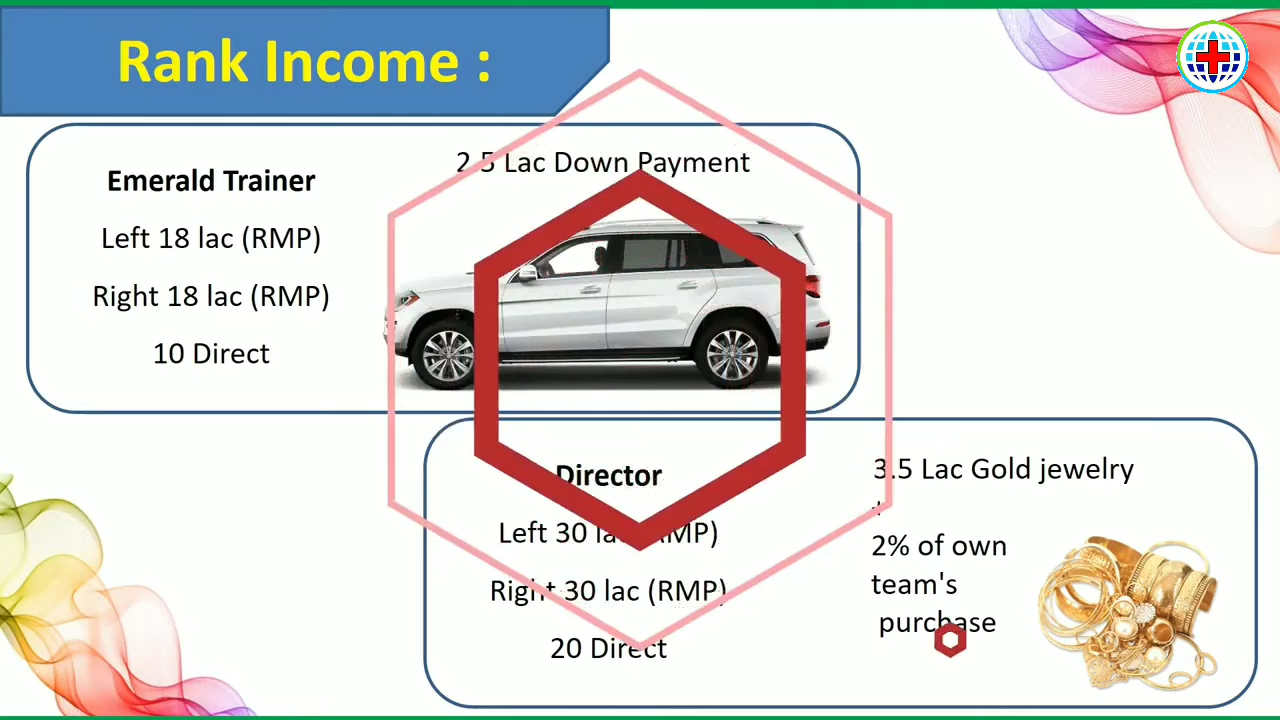 Rank Income :
Emerald Trainer
Left 18 lac (RMP)
Right 18 lac (RMP)
10 Direct
2.5 Lac Down Payment
Director
Left 30 lac (RMP)
Right 30 lac (RMP)
20 Direct
3.5 Lac Gold jewelry
+
2% of own
team's
purchase